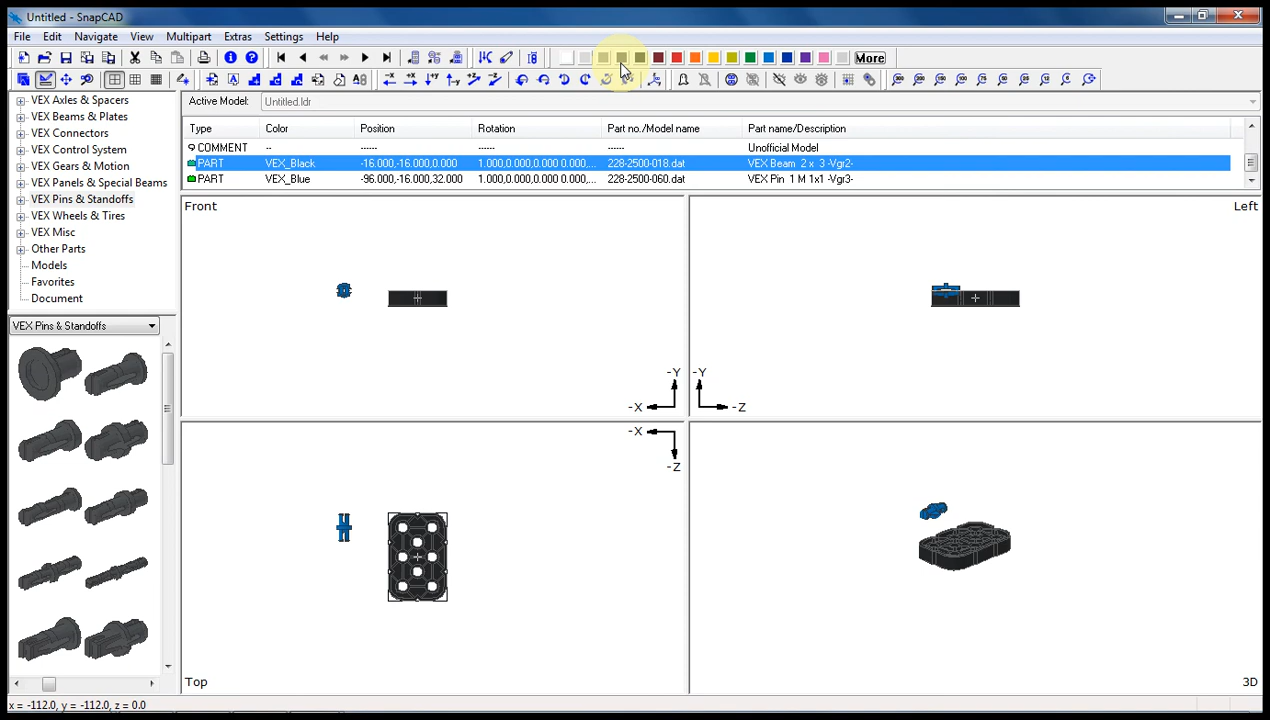 Untitled - SnapCAD
File Edit Navigate View Multipart Extras Settings Help
More
VEX Axles & Spacers
VEX Beams & Plates
VEX Connectors
VEX Control System
VEX Gears & Motion
VEX Panels & Special Beams
VEX Pins & Standoffs
VEX Wheels & Tires
VEX Misc
Other Parts
Models
Favorites
Document
VEX Pins & Standoffs
Active Model: Untitled.ldr
Type Color Position Rotation Part no./Model name Part name/Description
COMMENT -- ------ ------ ------ Unofficial Model
PART VEX_Black -16.000,-16.000,0.000 1.000,0.000,0.000 0.000,... 228-2500-018.dat VEX Beam 2 x 3 -Vgr2-
PART VEX_Blue -96.000,-16.000,32.000 1.000,0.000,0.000 0.000,... 228-2500-060.dat VEX Pin 1 M 1x1 -Vgr3-
Front
-Y
-X
Left
-Y
-Z
-X
-Z
Top
3D
x = -112.0, y = -112.0, z = 0.0